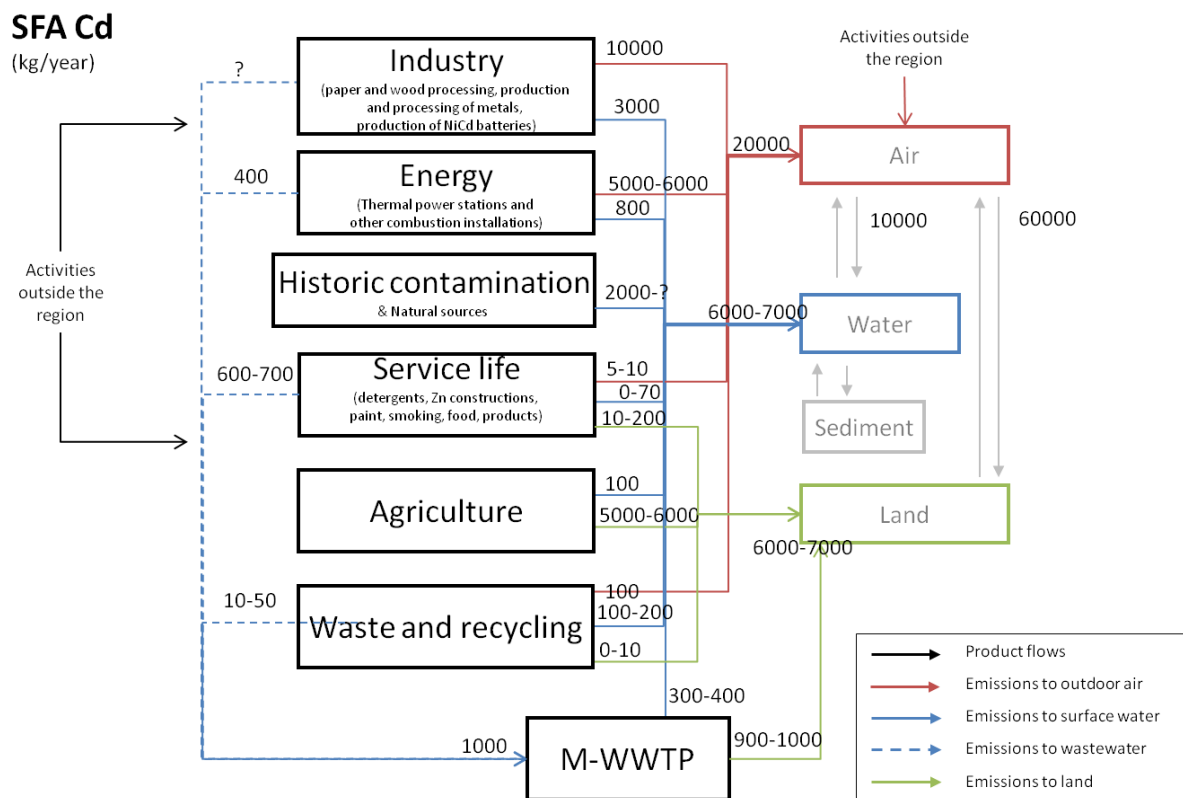 SFA Cd
(kg/year)
Activities outside
the region
?
10000
Industry
(paper and wood processing, production
and processing of metals,
production of NiCd batteries)
3000
20000
Air
400
Energy
(Thermal power stations and
other combustion installations)
5000-6000
800
10000
60000
Activities
outside the
region
Historic contamination
& Natural sources
2000-?
6000-7000
Water
600-700
Service life
(detergents, Zn constructions,
paint, smoking, food, products)
5-10
0-70
10-200
Sediment
Agriculture
100
5000-6000
Land
6000-7000
10-50
Waste and recycling
100
100-200
0-10
300-400
1000
M-WWTP
900-1000
Product flows
Emissions to outdoor air
Emissions to surface water
Emissions to wastewater
Emissions to land